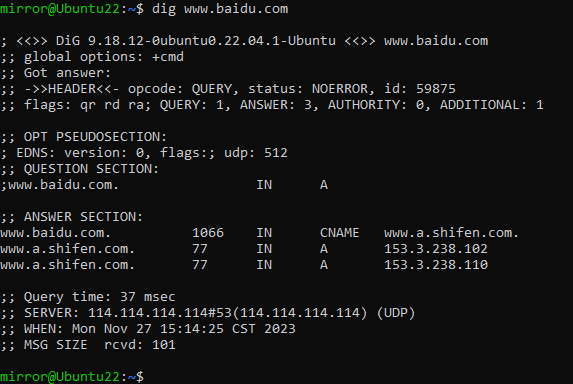 mirror@Ubuntu22:~$ dig www.baidu.com
; <<>> DiG 9.18.12-0ubuntu0.22.04.1-Ubuntu <<>> www.baidu.com
;; global options: +cmd
;; Got answer:
;; ->>HEADER<<- opcode: QUERY, status: NOERROR, id: 59875
;; flags: qr rd ra; QUERY: 1, ANSWER: 3, AUTHORITY: 0, ADDITIONAL: 1
;; OPT PSEUDOSECTION:
; EDNS: version: 0, flags:; udp: 512
;; QUESTION SECTION:
;www.baidu.com. IN A
;; ANSWER SECTION:
www.baidu.com. 1066 IN CNAME www.a.shifen.com.
www.a.shifen.com. 77 IN A 153.3.238.102
www.a.shifen.com. 77 IN A 153.3.238.110
;; Query time: 37 msec
;; SERVER: 114.114.114.114#53(114.114.114.114) (UDP)
;; WHEN: Mon Nov 27 15:14:25 CST 2023
;; MSG SIZE  rcvd: 101
mirror@Ubuntu22:~$